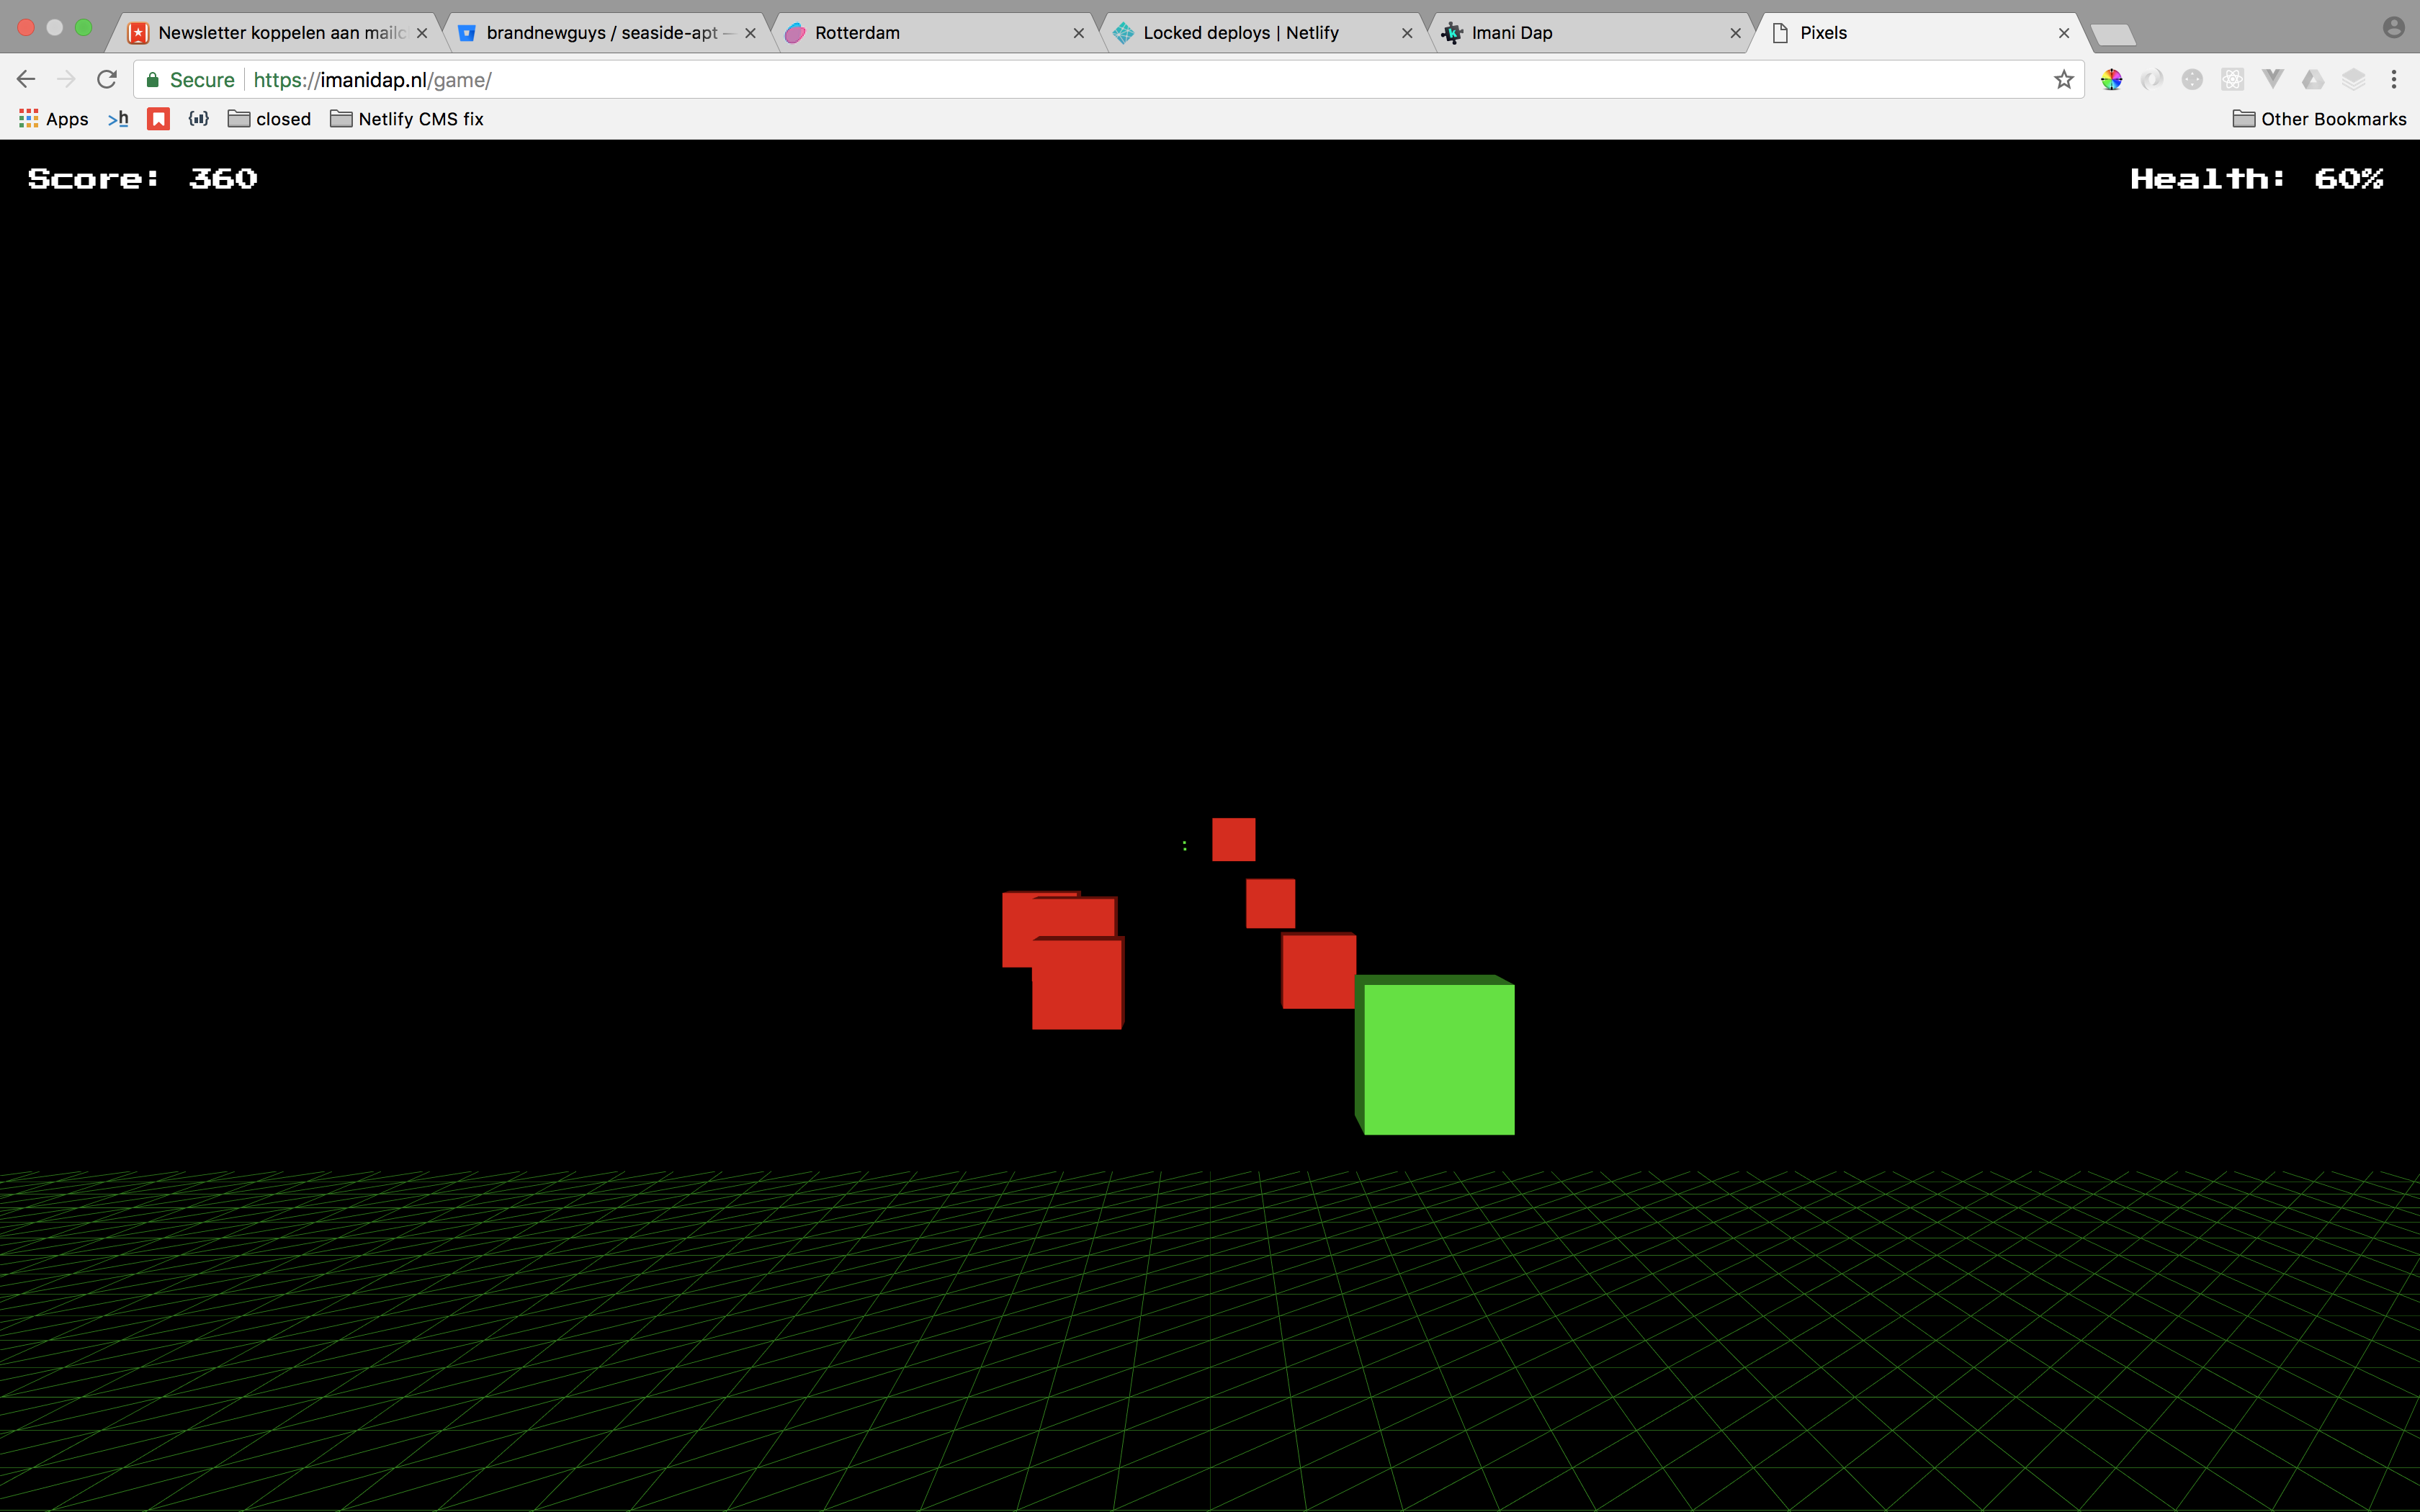 Newsletter koppelen aan mailc
brandnewguys / seaside-apt —
Rotterdam
Locked deploys | Netlify
Imani Dap
Pixels
Secure
https://imanidap.nl/game/
Apps
>h
closed
Netlify CMS fix
Other Bookmarks
Score: 360
Health: 60%